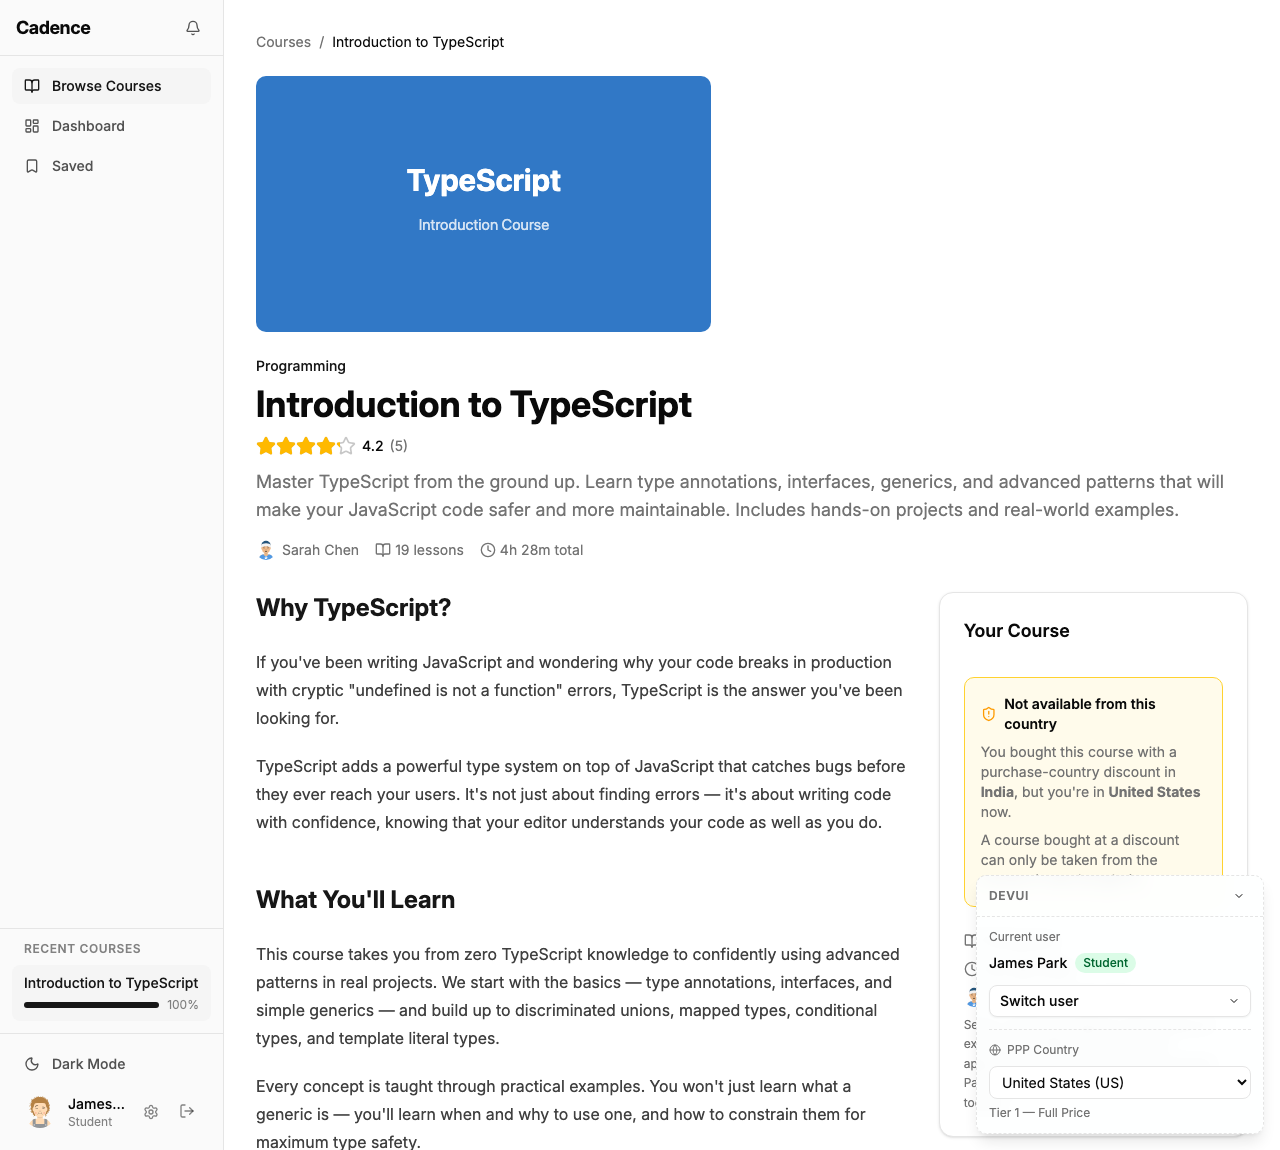 Cadence
Browse Courses
Dashboard
Saved
RECENT COURSES
Introduction to TypeScript
100%
Dark Mode
James...
Student
Courses / Introduction to TypeScript
TypeScript
Introduction Course
Programming
Introduction to TypeScript
4.2 (5)
Master TypeScript from the ground up. Learn type annotations, interfaces, generics, and advanced patterns that will
make your JavaScript code safer and more maintainable. Includes hands-on projects and real-world examples.
Sarah Chen 19 lessons 4h 28m total
Why TypeScript?
If you've been writing JavaScript and wondering why your code breaks in production
with cryptic "undefined is not a function" errors, TypeScript is the answer you've been
looking for.
TypeScript adds a powerful type system on top of JavaScript that catches bugs before
they ever reach your users. It's not just about finding errors — it's about writing code
with confidence, knowing that your editor understands your code as well as you do.
What You'll Learn
This course takes you from zero TypeScript knowledge to confidently using advanced
patterns in real projects. We start with the basics — type annotations, interfaces, and
simple generics — and build up to discriminated unions, mapped types, conditional
types, and template literal types.
Every concept is taught through practical examples. You won't just learn what a
generic is — you'll learn when and why to use one, and how to constrain them for
maximum type safety.
Your Course
Not available from this
country
You bought this course with a
purchase-country discount in
India, but you're in United States
now.
A course bought at a discount
can only be taken from the
DEVUI
Current user
James Park Student
Switch user
PPP Country
United States (US)
Tier 1 — Full Price